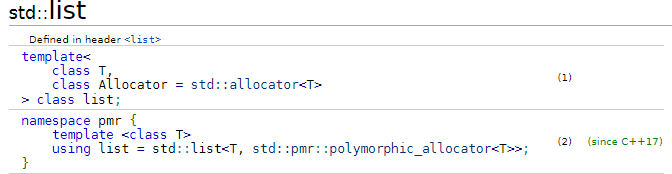 std::list
Defined in header <list>
template<
    class T,
    class Allocator = std::allocator<T>
> class list;
(1)
namespace pmr {
    template <class T>
    using list = std::list<T, std::pmr::polymorphic_allocator<T>>;
}
(2) (since C++17)